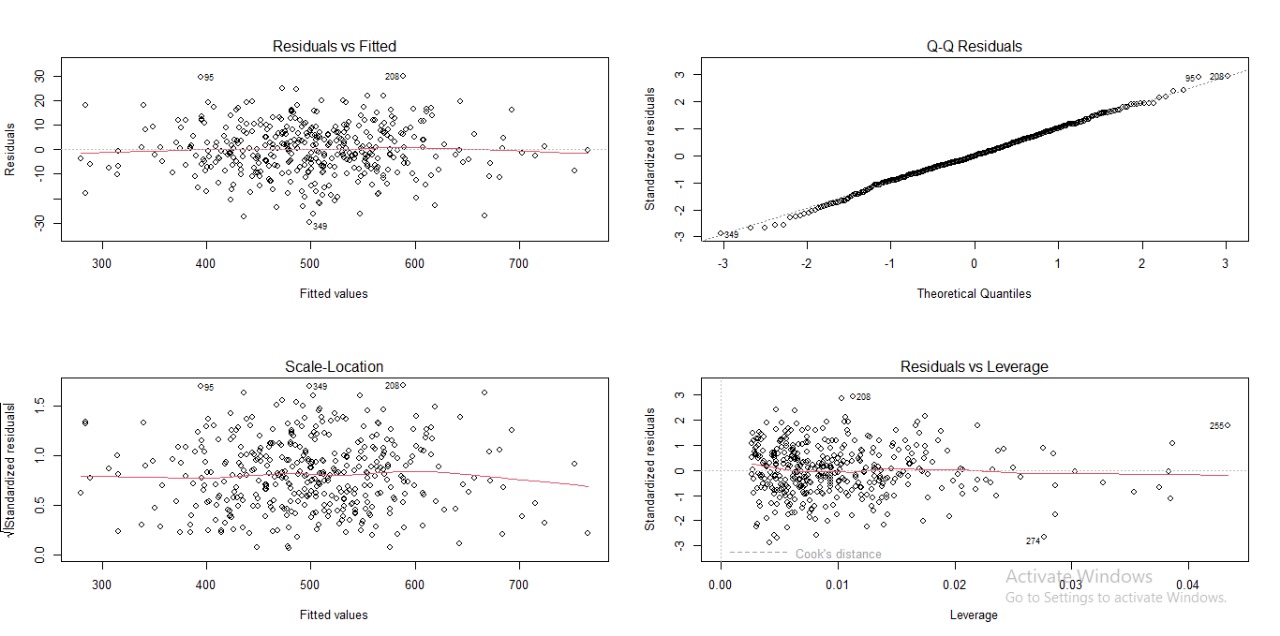 Residuals vs Fitted
Residuals
30
20
10
0
-10
-30
95
208
349
300 400 500 600 700
Fitted values
Q-Q Residuals
Standardized residuals
3
2
1
0
-1
-2
-3
95
208
349
-3 -2 -1 0 1 2 3
Theoretical Quantiles
Scale-Location
√|Standardized residuals|
1.5
1.0
0.5
0.0
95
349
208
300 400 500 600 700
Fitted values
Residuals vs Leverage
Standardized residuals
3
2
1
0
-1
-2
-3
208
255
274
Cook's distance
0.00 0.01 0.02 0.03 0.04
Leverage
Activate Windows
Go to Settings to activate Windows.